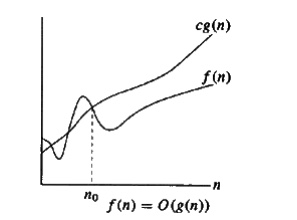 cg(n)
f(n)
n
n₀
f(n) = O(g(n))